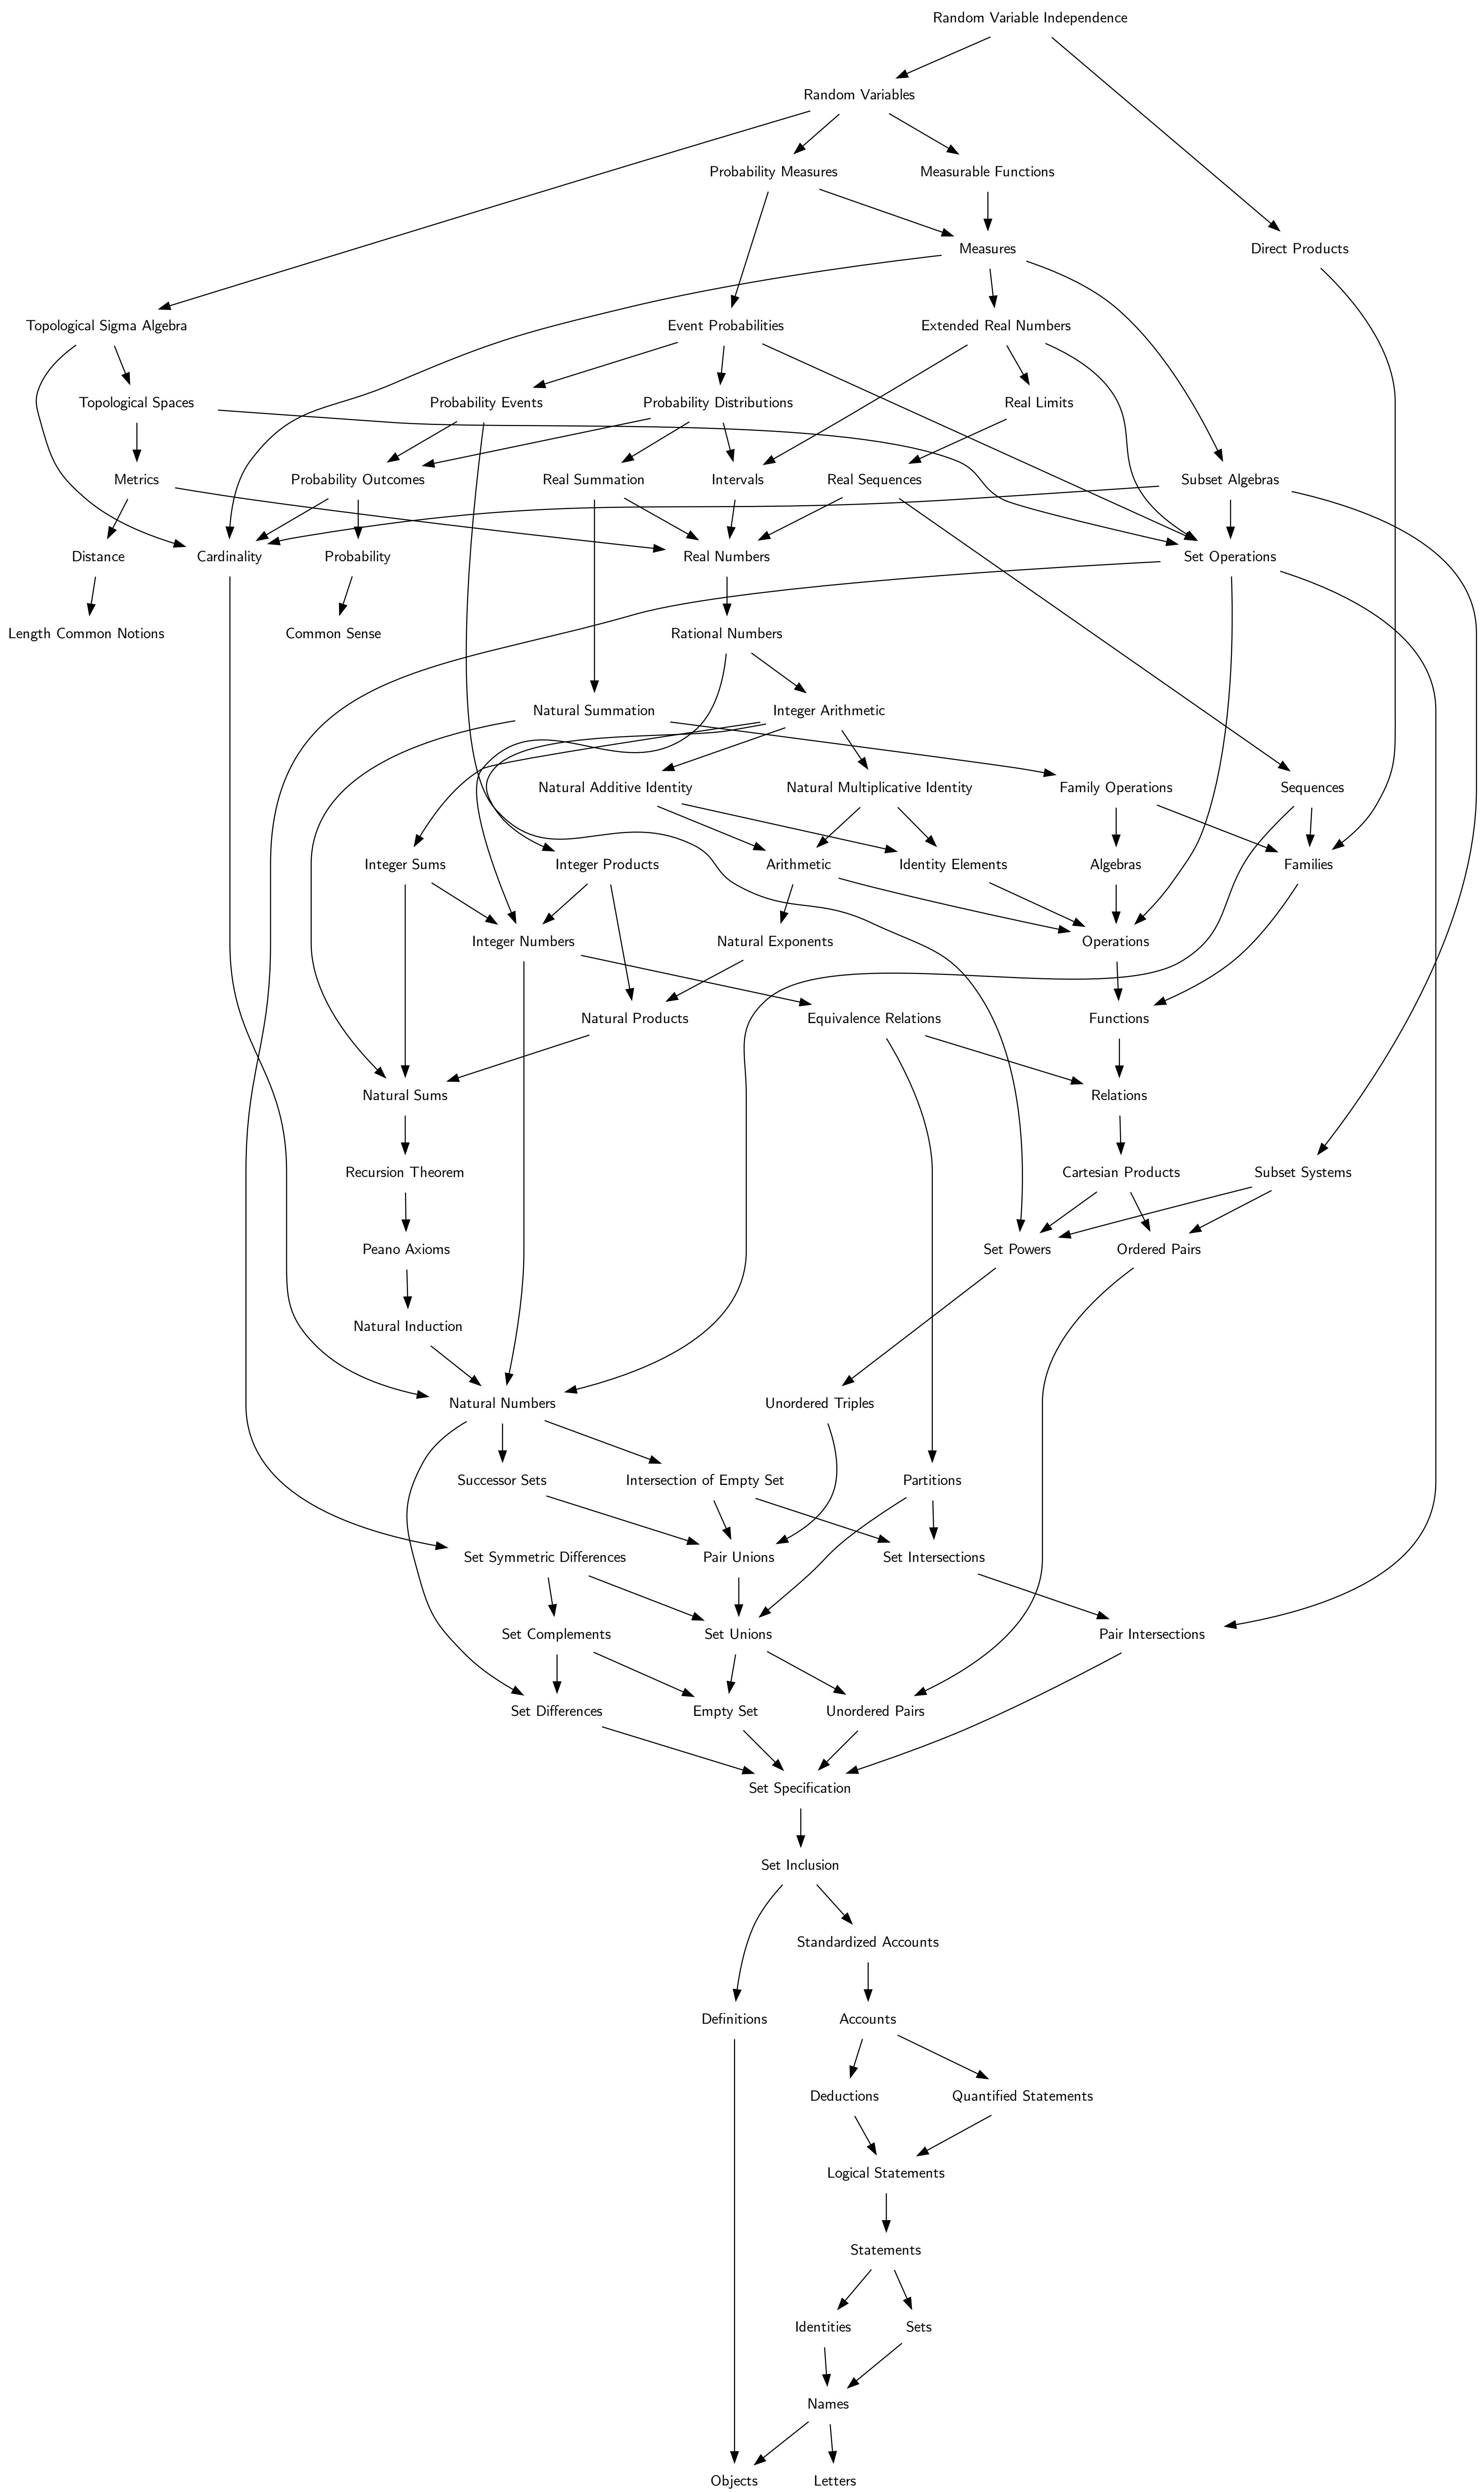 Random Variable Independence
Random Variables
Probability Measures
Measurable Functions
Measures
Direct Products
Topological Sigma Algebra
Event Probabilities
Extended Real Numbers
Topological Spaces
Probability Events
Probability Distributions
Real Limits
Metrics
Probability Outcomes
Real Summation
Intervals
Real Sequences
Subset Algebras
Distance
Cardinality
Probability
Real Numbers
Set Operations
Length Common Notions
Common Sense
Rational Numbers
Natural Summation
Integer Arithmetic
Natural Additive Identity
Natural Multiplicative Identity
Family Operations
Sequences
Integer Sums
Integer Products
Arithmetic
Identity Elements
Algebras
Families
Integer Numbers
Natural Exponents
Operations
Natural Products
Equivalence Relations
Functions
Natural Sums
Relations
Recursion Theorem
Cartesian Products
Subset Systems
Peano Axioms
Set Powers
Ordered Pairs
Natural Induction
Natural Numbers
Unordered Triples
Successor Sets
Intersection of Empty Set
Partitions
Set Symmetric Differences
Pair Unions
Set Intersections
Set Complements
Set Unions
Pair Intersections
Set Differences
Empty Set
Unordered Pairs
Set Specification
Set Inclusion
Standardized Accounts
Definitions
Accounts
Deductions
Quantified Statements
Logical Statements
Statements
Identities
Sets
Names
Objects
Letters